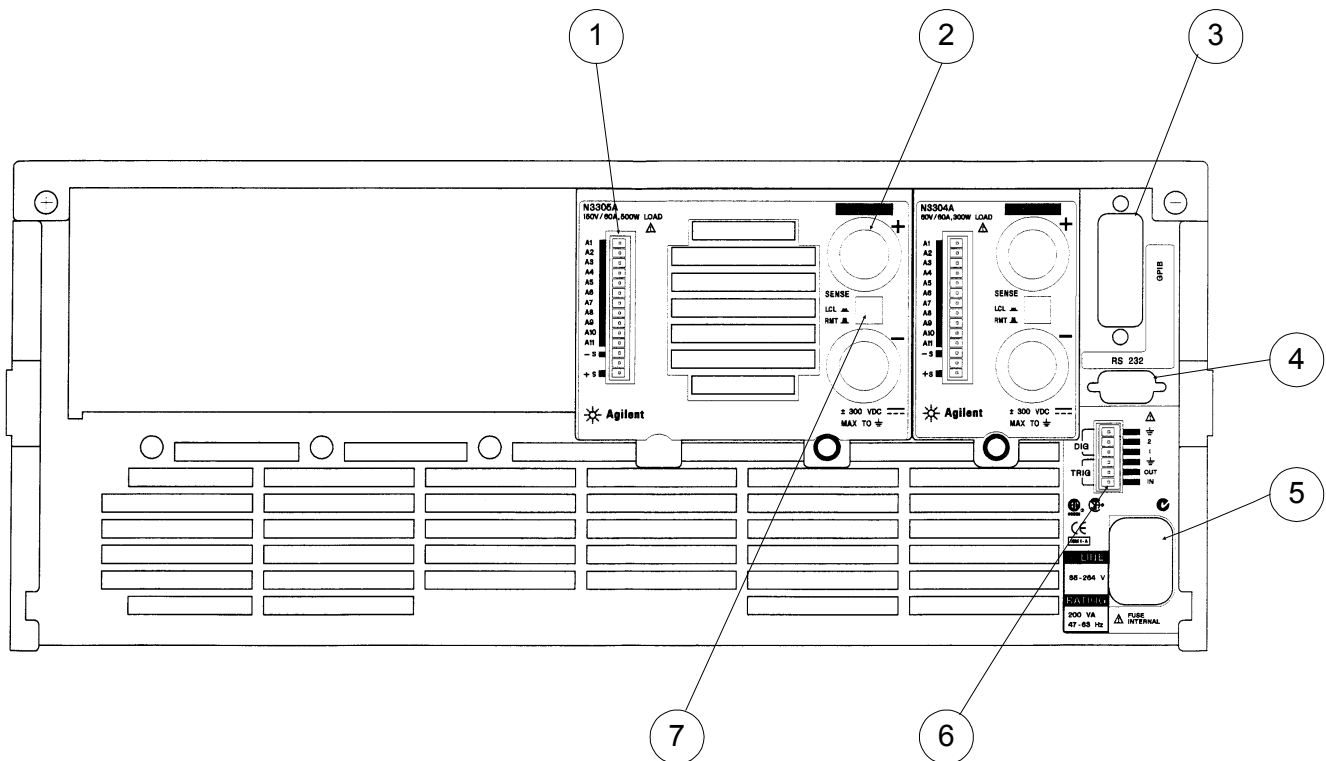 1
2
3
N3305A
150V/60A,500W LOAD
A1
A2
A3
A4
A5
A6
A7
A8
A9
A10
A11
- S
+ S
+
SENSE
LCL
RMT
-
Agilent
± 300 VDC
MAX TO
N3304A
60V/60A,300W LOAD
A1
A2
A3
A4
A5
A6
A7
A8
A9
A10
A11
- S
+ S
+
SENSE
LCL
RMT
-
Agilent
± 300 VDC
MAX TO
GPIB
RS 232
4
DIG
2
1
TRIG
OUT
IN
CE
LINE
RATING
200 VA
47-63 Hz
FUSE
INTERNAL
5
7
6